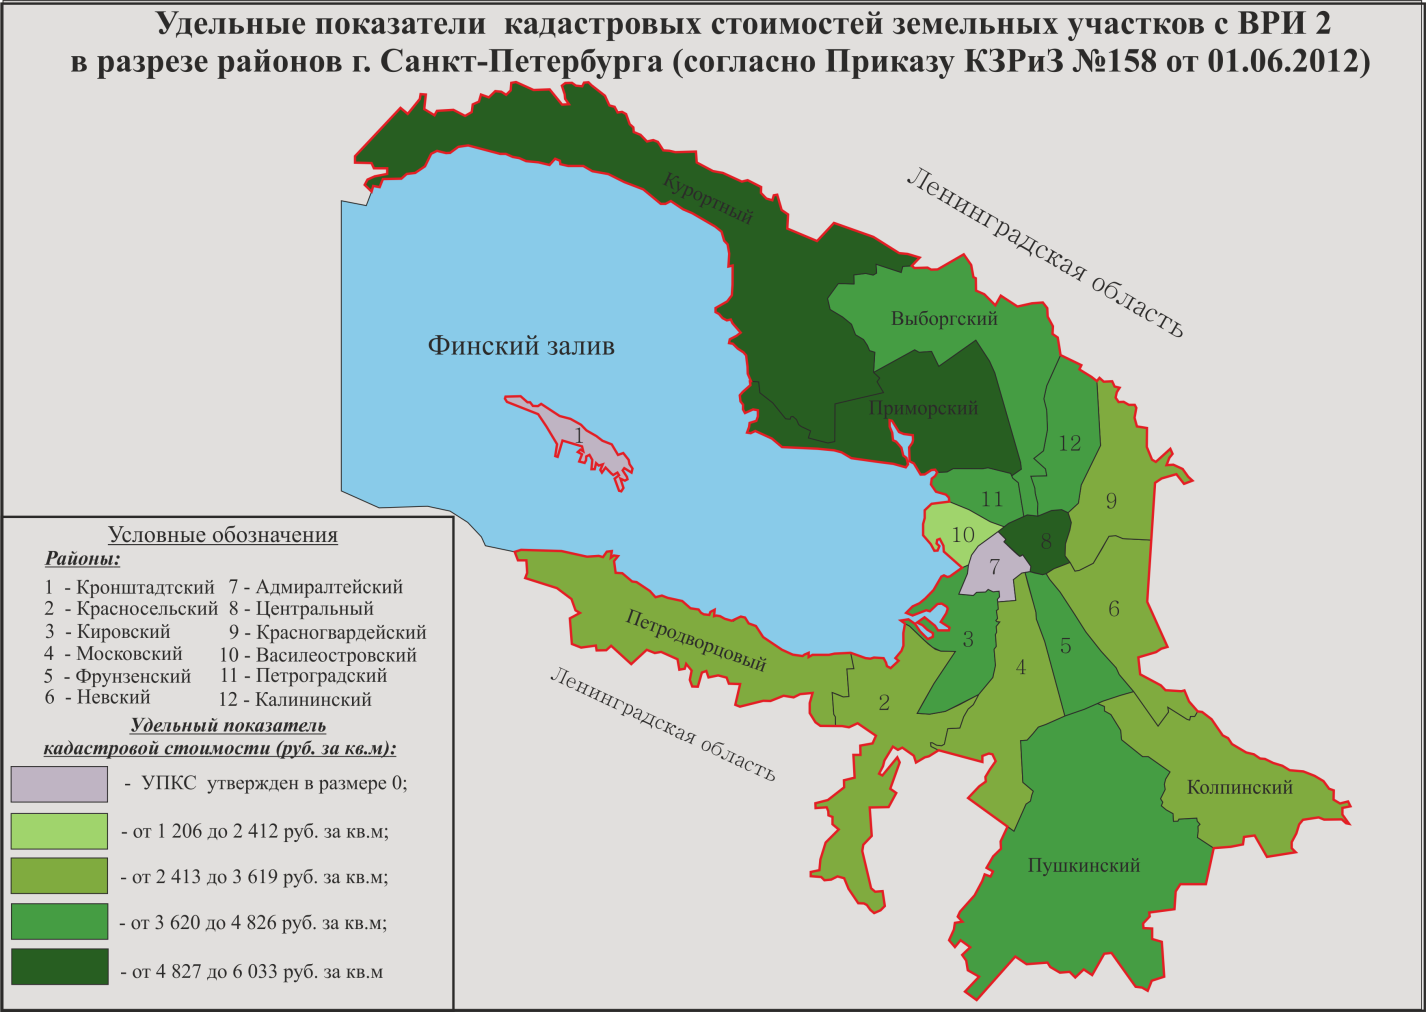 Удельные показатели кадастровых стоимостей земельных участков с ВРИ 2
в разрезе районов г. Санкт-Петербурга (согласно Приказу КЗРиЗ №158 от 01.06.2012)
Курортный
Ленинградская область
Выборгский
Финский залив
Приморский
1
12
9
11
10
8
7
6
5
3
4
2
Петродворцовый
Ленинградская область
Колпинский
Пушкинский
Условные обозначения
Районы:
1 - Кронштадтский 7 - Адмиралтейский
2 - Красносельский 8 - Центральный
3 - Кировский 9 - Красногвардейский
4 - Московский 10 - Василеостровский
5 - Фрунзенский 11 - Петроградский
6 - Невский 12 - Калининский
Удельный показатель
кадастровой стоимости (руб. за кв.м):
- УПКС утвержден в размере 0;
- от 1 206 до 2 412 руб. за кв.м;
- от 2 413 до 3 619 руб. за кв.м;
- от 3 620 до 4 826 руб. за кв.м;
- от 4 827 до 6 033 руб. за кв.м